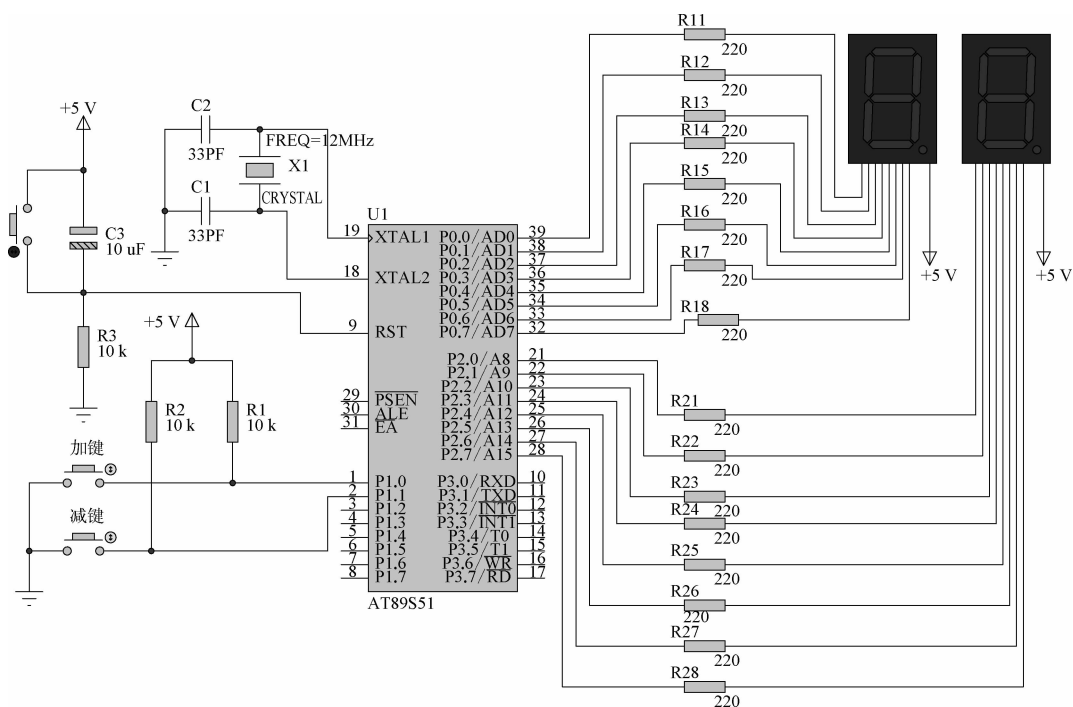 +5 V
C2
33PF
FREQ=12MHz
X1
CRYSTAL
C1
33PF
C3
10 uF
R3
10 k
+5 V
R2
10 k
R1
10 k
加键
减键
U1
19 XTAL1
18 XTAL2
9 RST
29 PSEN
30 ALE
31 EA
1 P1.0
2 P1.1
3 P1.2
4 P1.3
5 P1.4
6 P1.5
7 P1.6
8 P1.7
P0.0/AD0 39
P0.1/AD1 38
P0.2/AD2 37
P0.3/AD3 36
P0.4/AD4 35
P0.5/AD5 34
P0.6/AD6 33
P0.7/AD7 32
P2.0/A8 21
P2.1/A9 22
P2.2/A10 23
P2.3/A11 24
P2.4/A12 25
P2.5/A13 26
P2.6/A14 27
P2.7/A15 28
P3.0/RXD 10
P3.1/TXD 11
P3.2/INT0 12
P3.3/INT1 13
P3.4/T0 14
P3.5/T1 15
P3.6/WR 16
P3.7/RD 17
AT89S51
R11
220
R12
220
R13
220
R14
220
R15
220
R16
220
R17
220
R18
220
+5 V
+5 V
R21
220
R22
220
R23
220
R24
220
R25
220
R26
220
R27
220
R28
220